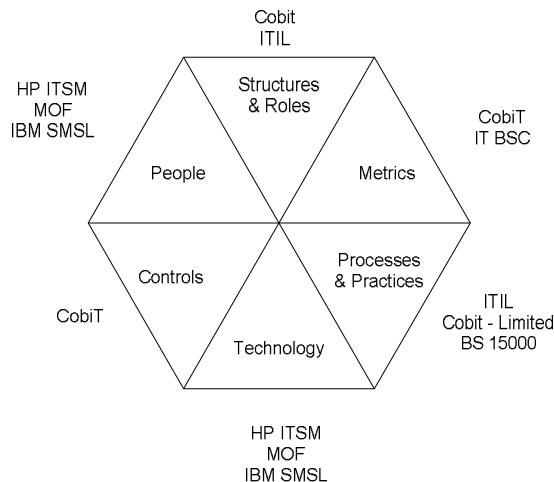 Cobit
ITIL
HP ITSM
MOF
IBM SMSL
Structures
& Roles
CobiT
IT BSC
People
Metrics
Controls
Processes
& Practices
CobiT
Technology
ITIL
Cobit - Limited
BS 15000
HP ITSM
MOF
IBM SMSL